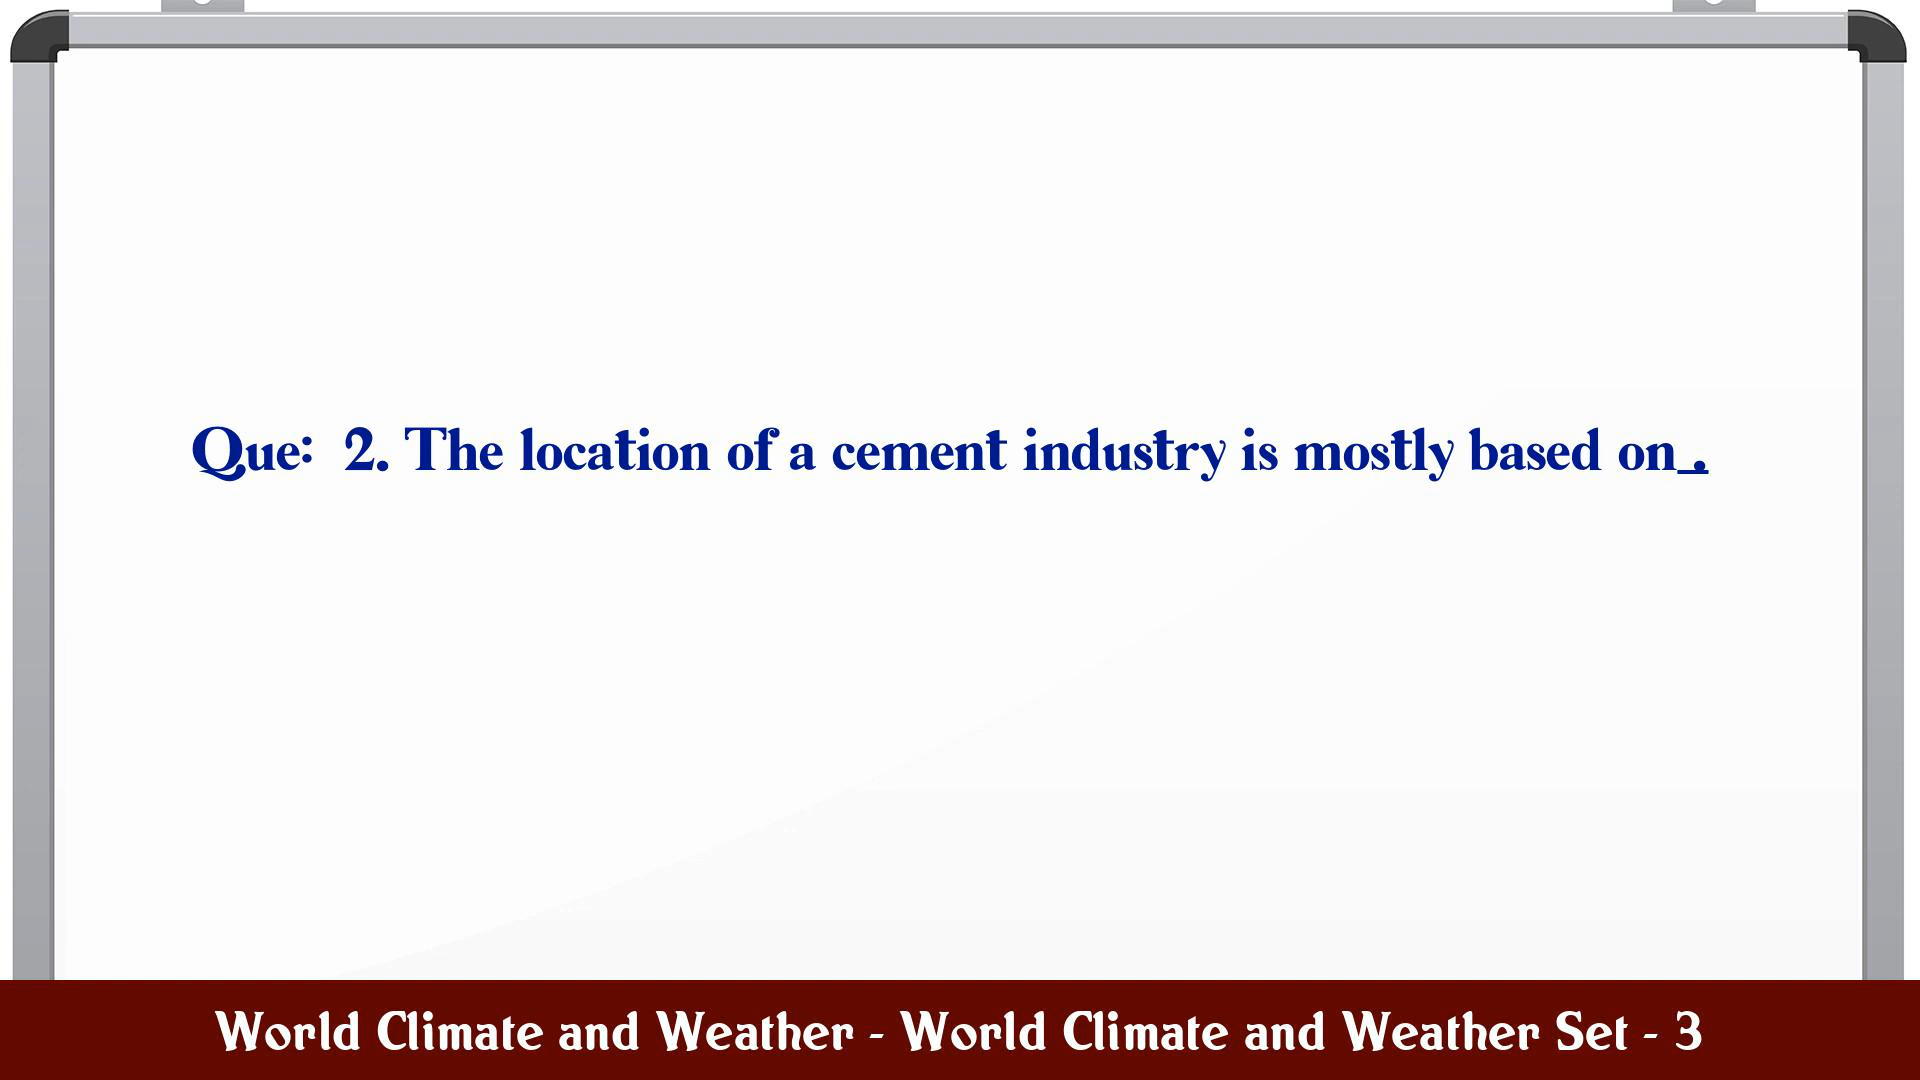 Que:  2. The location of a cement industry is mostly based on_.
World Climate and Weather - World Climate and Weather Set - 3